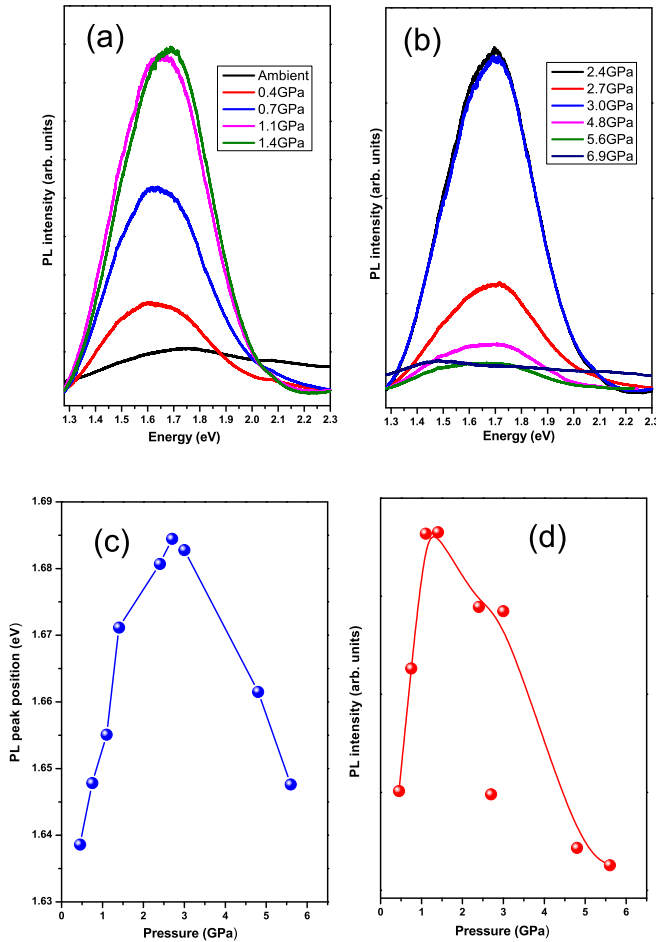 (a)
Ambient
0.4GPa
0.7GPa
1.1GPa
1.4GPa
PL intensity (arb. units)
1.3 1.4 1.5 1.6 1.7 1.8 1.9 2.0 2.1 2.2 2.3
Energy (eV)
(b)
2.4GPa
2.7GPa
3.0GPa
4.8GPa
5.6GPa
6.9GPa
PL intensity (arb. units)
1.3 1.4 1.5 1.6 1.7 1.8 1.9 2.0 2.1 2.2 2.3
Energy (eV)
(c)
PL peak position (eV)
1.69
1.68
1.67
1.66
1.65
1.64
1.63
0 1 2 3 4 5 6
Pressure (GPa)
(d)
PL intensity (arb. units)
0 1 2 3 4 5 6
Pressure (GPa)